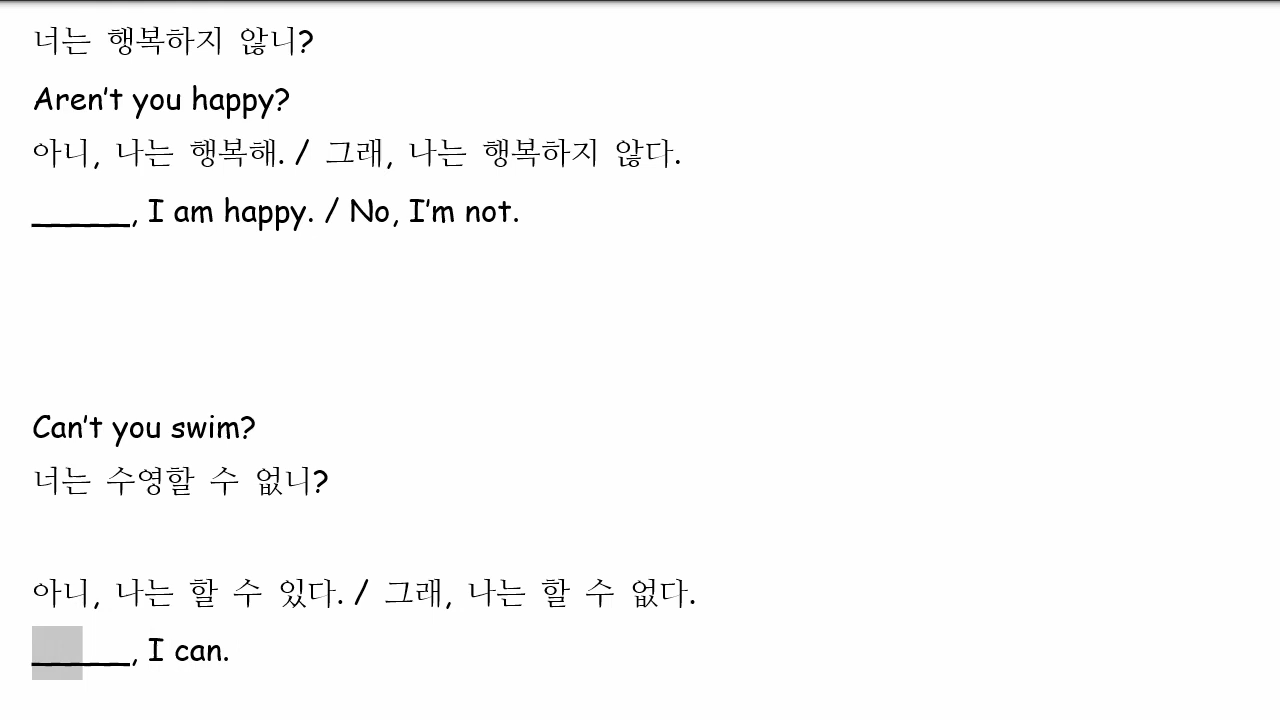 너는 행복하지 않니?
Aren't you happy?
아니, 나는 행복해. / 그래, 나는 행복하지 않다.
_____, I am happy. / No, I'm not.
Can't you swim?
너는 수영할 수 없니?
아니, 나는 할 수 있다. / 그래, 나는 할 수 없다.
_____, I can.